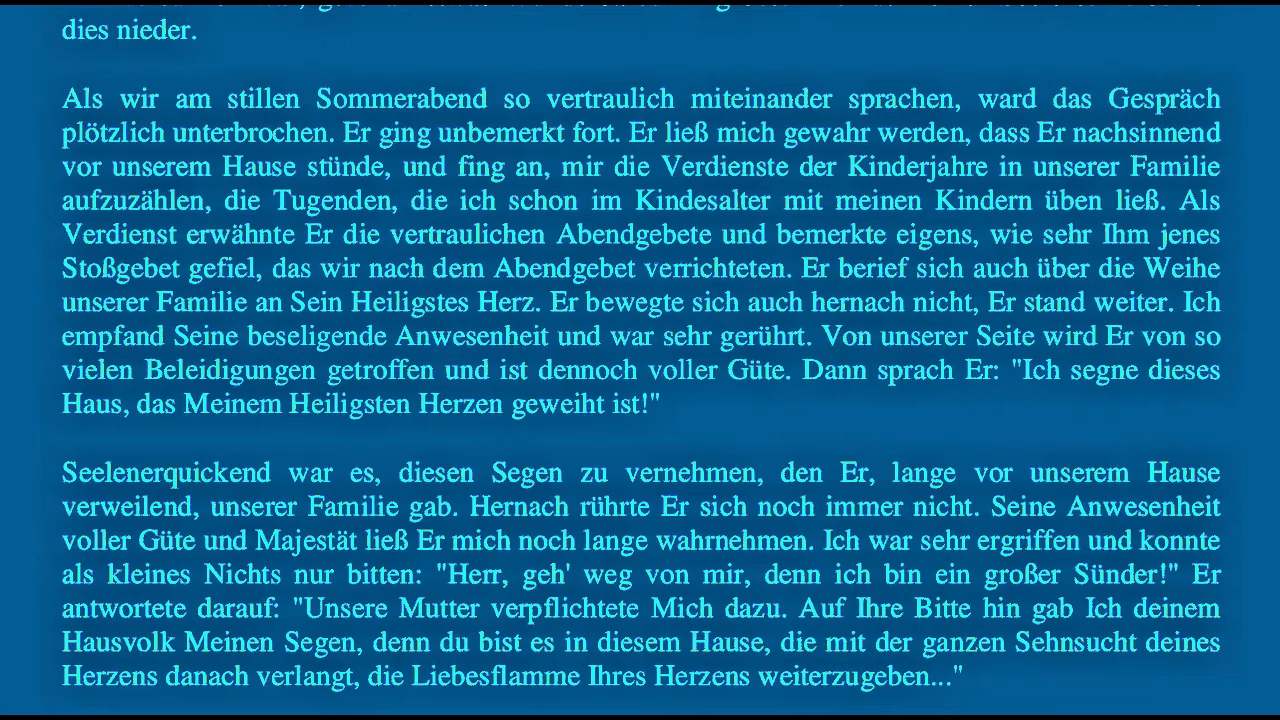 dies nieder.
Als wir am stillen Sommerabend so vertraulich miteinander sprachen, ward das Gespräch
plötzlich unterbrochen. Er ging unbemerkt fort. Er ließ mich gewahr werden, dass Er nachsinnend
vor unserem Hause stünde, und fing an, mir die Verdienste der Kinderjahre in unserer Familie
aufzuzählen, die Tugenden, die ich schon im Kindesalter mit meinen Kindern üben ließ. Als
Verdienst erwähnte Er die vertraulichen Abendgebete und bemerkte eigens, wie sehr Ihm jenes
Stoßgebet gefiel, das wir nach dem Abendgebet verrichteten. Er berief sich auch über die Weihe
unserer Familie an Sein Heiligstes Herz. Er bewegte sich auch hernach nicht, Er stand weiter. Ich
empfand Seine beseligende Anwesenheit und war sehr gerührt. Von unserer Seite wird Er von so
vielen Beleidigungen getroffen und ist dennoch voller Güte. Dann sprach Er: "Ich segne dieses
Haus, das Meinem Heiligsten Herzen geweiht ist!"
Seelenerquickend war es, diesen Segen zu vernehmen, den Er, lange vor unserem Hause
verweilend, unserer Familie gab. Hernach rührte Er sich noch immer nicht. Seine Anwesenheit
voller Güte und Majestät ließ Er mich noch lange wahrnehmen. Ich war sehr ergriffen und konnte
als kleines Nichts nur bitten: "Herr, geh' weg von mir, denn ich bin ein großer Sünder!" Er
antwortete darauf: "Unsere Mutter verpflichtete Mich dazu. Auf Ihre Bitte hin gab Ich deinem
Hausvolk Meinen Segen, denn du bist es in diesem Hause, die mit der ganzen Sehnsucht deines
Herzens danach verlangt, die Liebesflamme Ihres Herzens weiterzugeben..."